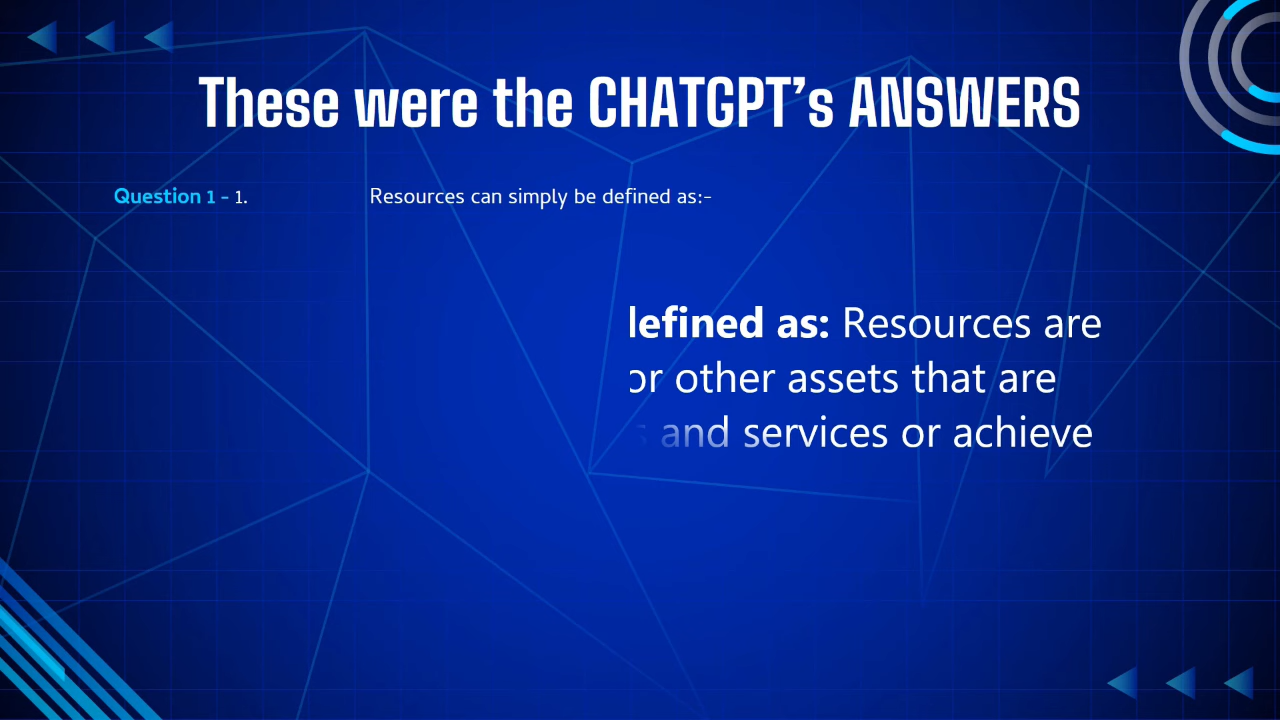 These were the CHATGPT's ANSWERS
Question 1 - 1. Resources can simply be defined as:-
as: Resources are
or other assets that are
and services or achieve